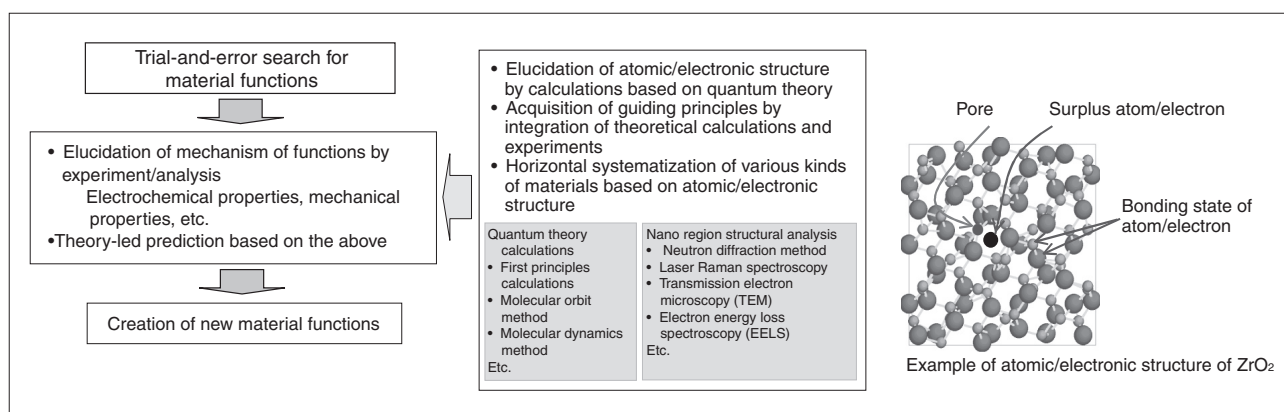 Trial-and-error search for
material functions
• Elucidation of mechanism of functions by
experiment/analysis
Electrochemical properties, mechanical
properties, etc.
•Theory-led prediction based on the above
Creation of new material functions
• Elucidation of atomic/electronic structure
by calculations based on quantum theory
• Acquisition of guiding principles by
integration of theoretical calculations and
experiments
• Horizontal systematization of various kinds
of materials based on atomic/electronic
structure
Quantum theory
calculations
• First principles
calculations
• Molecular orbit
method
• Molecular dynamics
method
Etc.
Nano region structural analysis
• Neutron diffraction method
• Laser Raman spectroscopy
• Transmission electron
microscopy (TEM)
• Electron energy loss
spectroscopy (EELS)
Etc.
Pore
Surplus atom/electron
Bonding state of
atom/electron
Example of atomic/electronic structure of ZrO₂